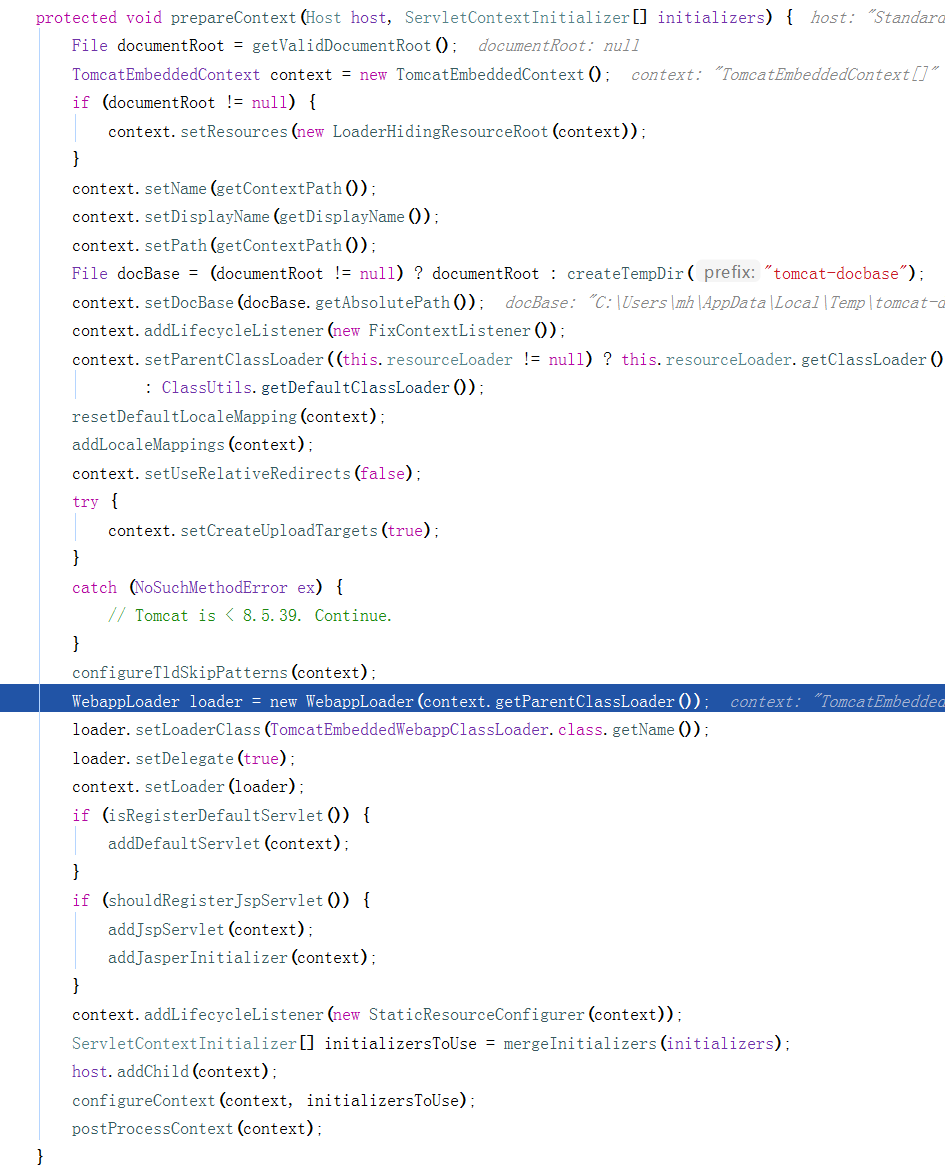 protected void prepareContext(Host host, ServletContextInitializer[] initializers) { host: "Standard
File documentRoot = getValidDocumentRoot(); documentRoot: null
TomcatEmbeddedContext context = new TomcatEmbeddedContext(); context: "TomcatEmbeddedContext[]"
if (documentRoot != null) {
context.setResources(new LoaderHidingResourceRoot(context));
}
context.setName(getContextPath());
context.setDisplayName(getDisplayName());
context.setPath(getContextPath());
File docBase = (documentRoot != null) ? documentRoot : createTempDir( prefix: "tomcat-docbase");
context.setDocBase(docBase.getAbsolutePath()); docBase: "C:\Users\mh\AppData\Local\Temp\tomcat-d
context.addLifecycleListener(new FixContextListener());
context.setParentClassLoader((this.resourceLoader != null) ? this.resourceLoader.getClassLoader()
: ClassUtils.getDefaultClassLoader());
resetDefaultLocaleMapping(context);
addLocaleMappings(context);
context.setUseRelativeRedirects(false);
try {
context.setCreateUploadTargets(true);
}
catch (NoSuchMethodError ex) {
// Tomcat is < 8.5.39. Continue.
}
configureTldSkipPatterns(context);
WebappLoader loader = new WebappLoader(context.getParentClassLoader()); context: "TomcatEmbedded
loader.setLoaderClass(TomcatEmbeddedWebappClassLoader.class.getName());
loader.setDelegate(true);
context.setLoader(loader);
if (isRegisterDefaultServlet()) {
addDefaultServlet(context);
}
if (shouldRegisterJspServlet()) {
addJspServlet(context);
addJasperInitializer(context);
}
context.addLifecycleListener(new StaticResourceConfigurer(context));
ServletContextInitializer[] initializersToUse = mergeInitializers(initializers);
host.addChild(context);
configureContext(context, initializersToUse);
postProcessContext(context);
}